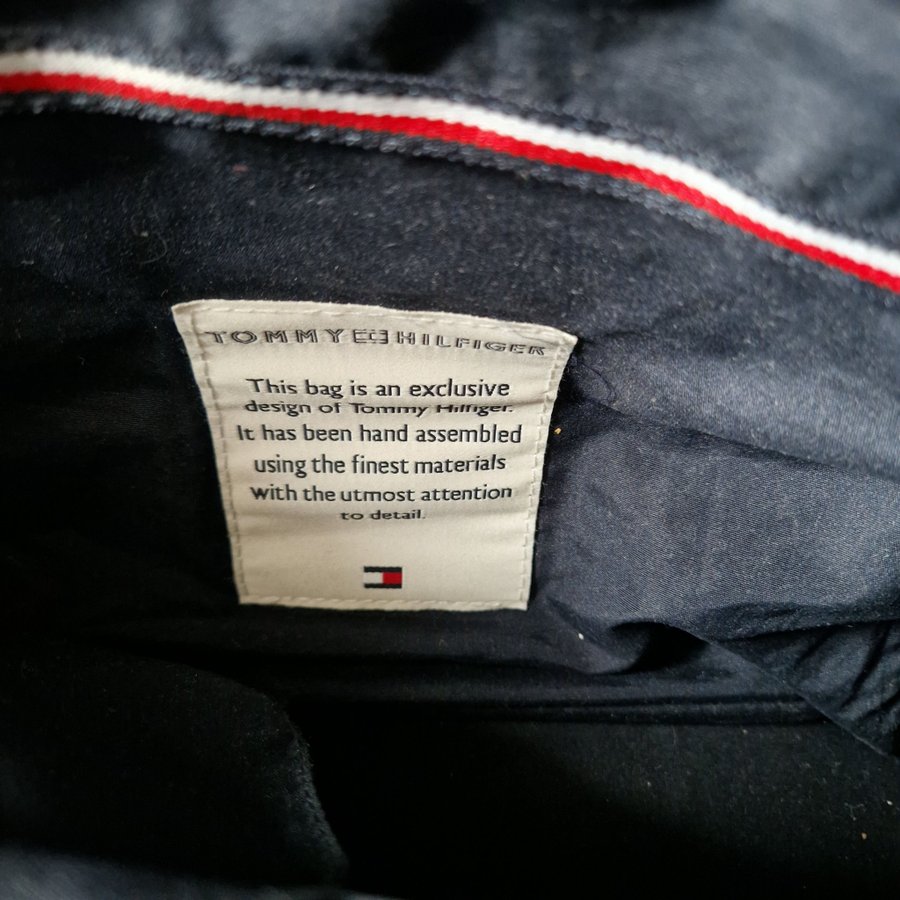 TOMMY HILFIGER
This bag is an exclusive
design of Tommy Hilfiger.
It has been hand assembled
using the finest materials
with the utmost attention
to detail.